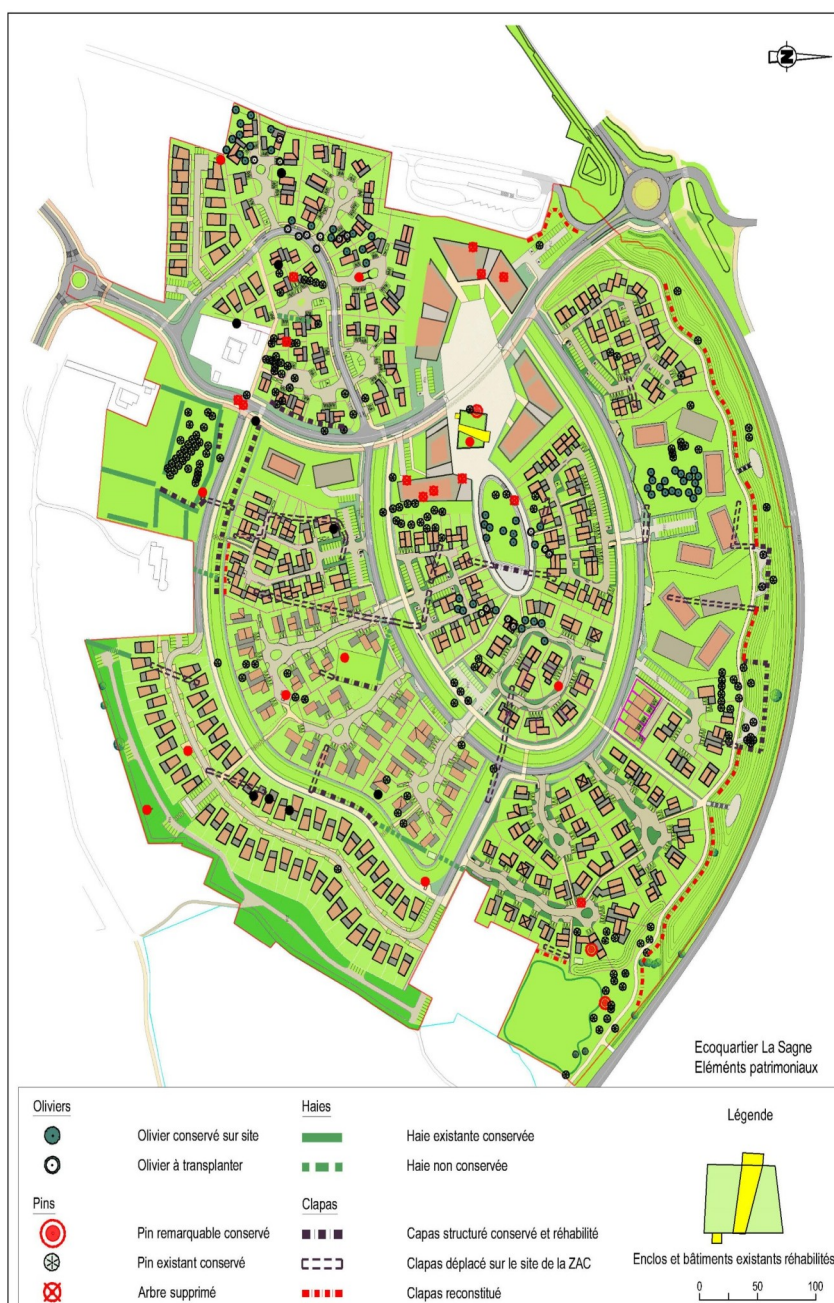 N
Ecoquartier La Sagne
Eléménts patrimoniaux
Oliviers
Olivier conservé sur site
Olivier à transplanter
Pins
Pin remarquable conservé
Pin existant conservé
Arbre supprimé
Haies
Haie existante conservée
Haie non conservée
Clapas
Capas structuré conservé et réhabilité
Clapas déplacé sur le site de la ZAC
Clapas reconstitué
Légende
Enclos et bâtiments existants réhabilités
0 50 100